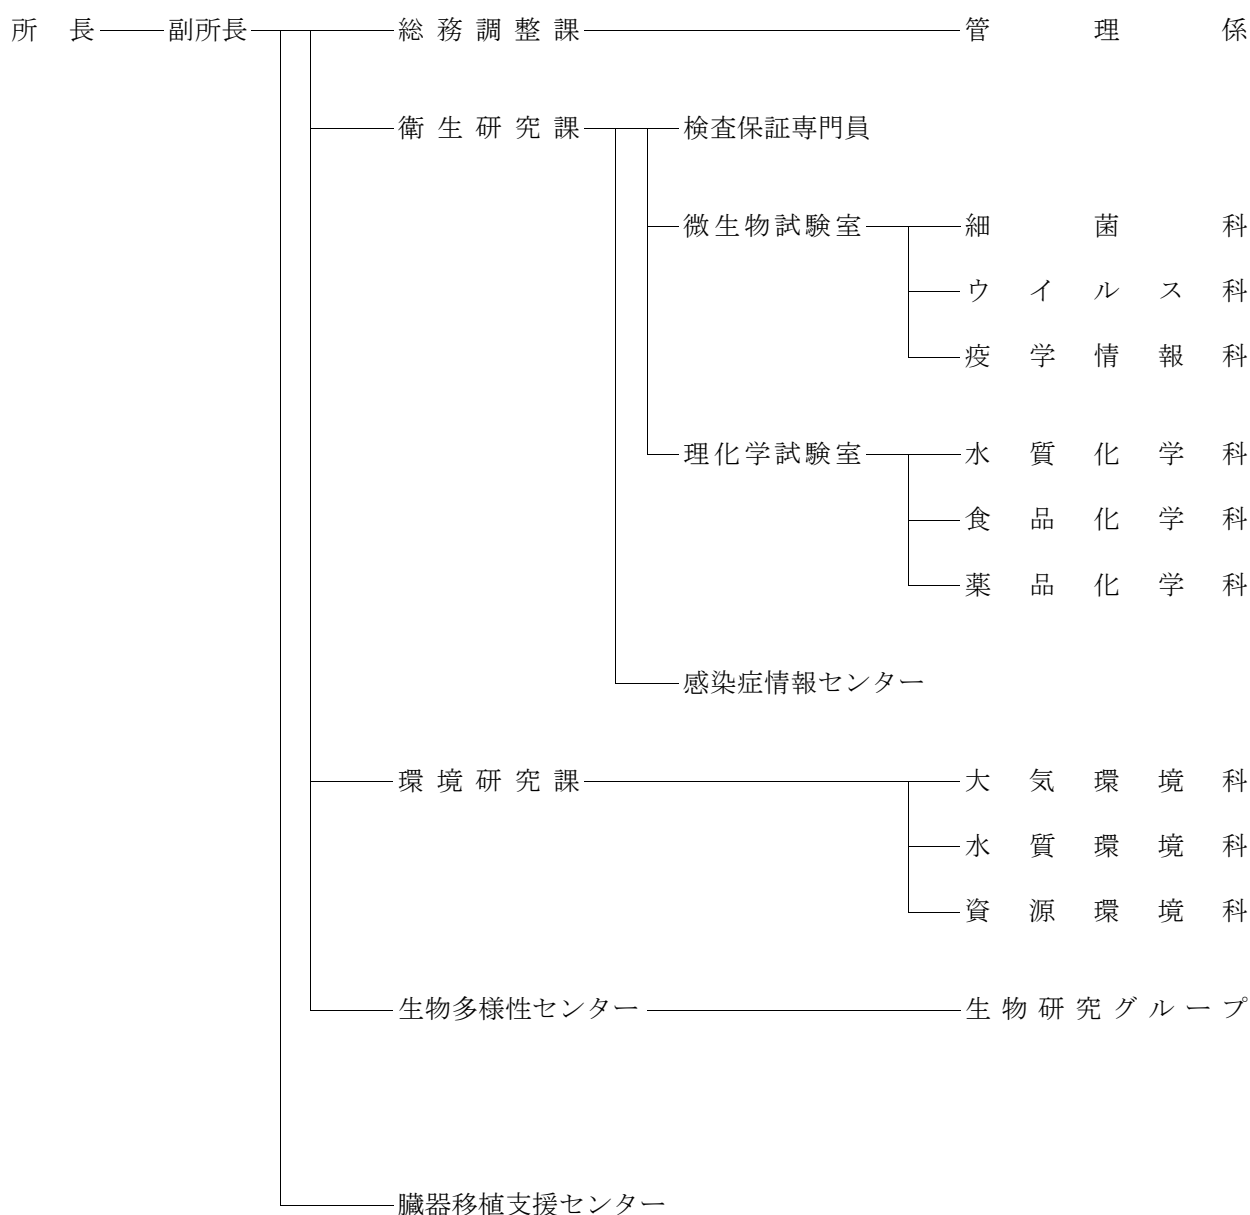 所長 副所長 総務調整課 管理係
衛生研究課 検査保証専門員
微生物試験室 細菌科
ウイルス科
疫学情報科
理化学試験室 水質化学科
食品化学科
薬品化学科
感染症情報センター
環境研究課 大気環境科
水質環境科
資源環境科
生物多様性センター 生物研究グループ
臓器移植支援センター